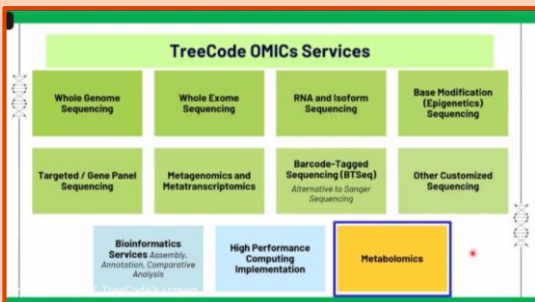 TreeCode OMICs Services
Whole Genome
Sequencing
Whole Exome
Sequencing
RNA and Isoform
Sequencing
Base Modification
(Epigenetics)
Sequencing
Targeted / Gene Panel
Sequencing
Metagenomics and
Metatranscriptomics
Barcode-Tagged
Sequencing (BTSeq)
Alternative to Sanger
Sequencing
Other Customized
Sequencing
Bioinformatics
Services Assembly,
Annotation, Comparative
Analysis
High Performance
Computing
Implementation
Metabolomics
TreeCode's screen